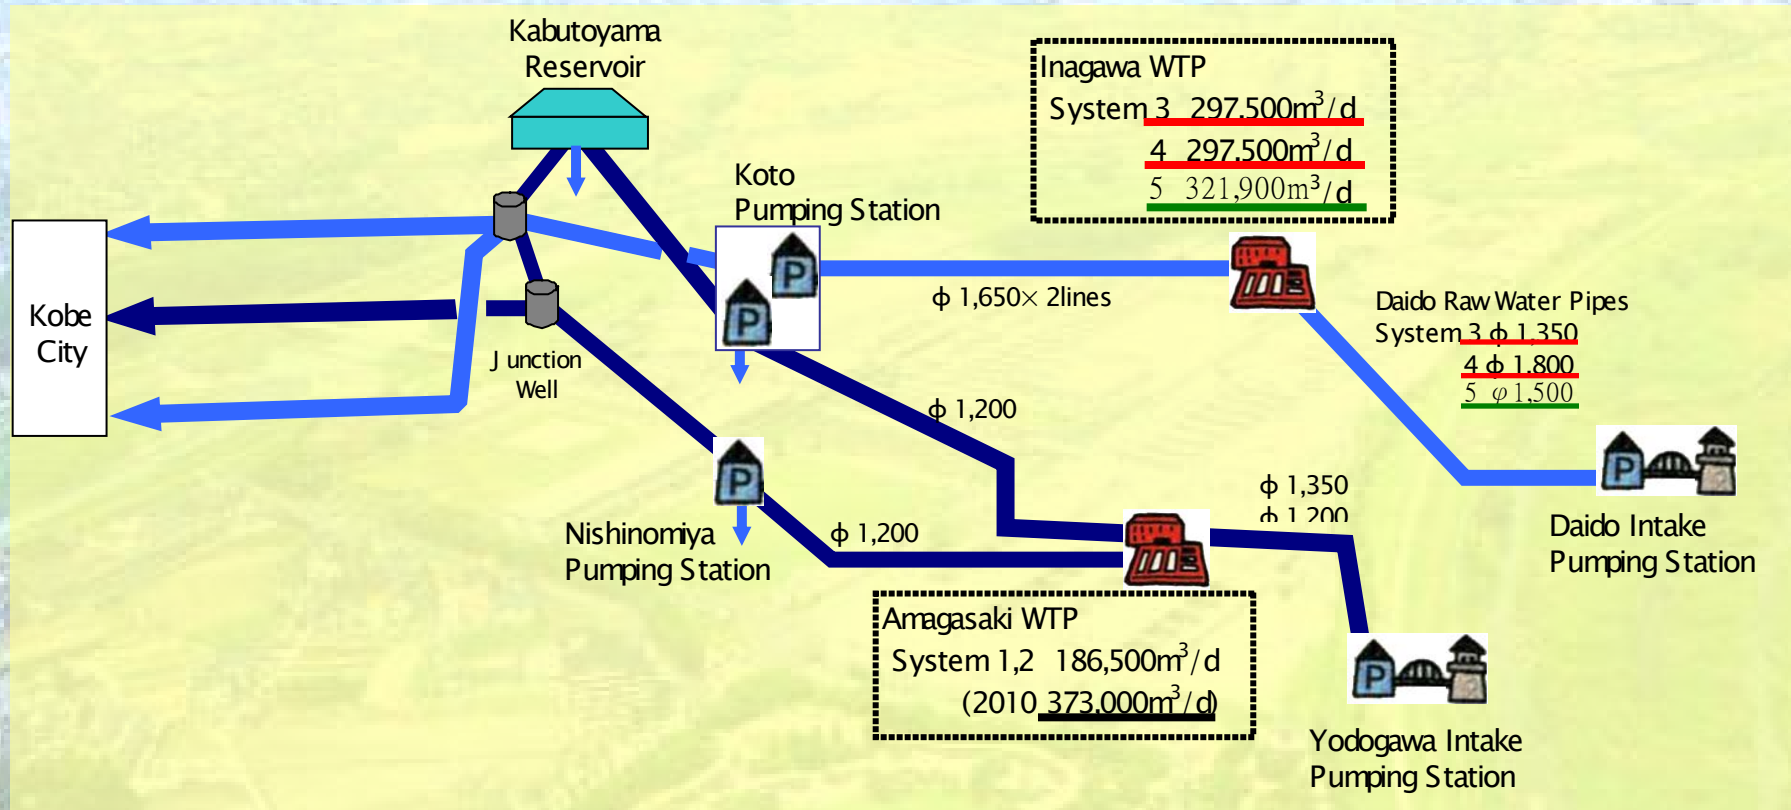 Kabutoyama
Reservoir
Inagawa WTP
System 3 297,500m³/d
4 297,500m³/d
5 321,900m³/d
Koto
Pumping Station
P
P
φ 1,650× 2lines
Daido Raw Water Pipes
System 3 φ 1,350
4 φ 1,800
5 φ 1,500
Kobe
City
Junction
Well
φ 1,200
P
φ 1,350
φ 1,200
P
Nishinomiya
Pumping Station
φ 1,200
Daido Intake
Pumping Station
Amagasaki WTP
System 1,2 186,500m³/d
(2010 373,000m³/d)
P
Yodogawa Intake
Pumping Station